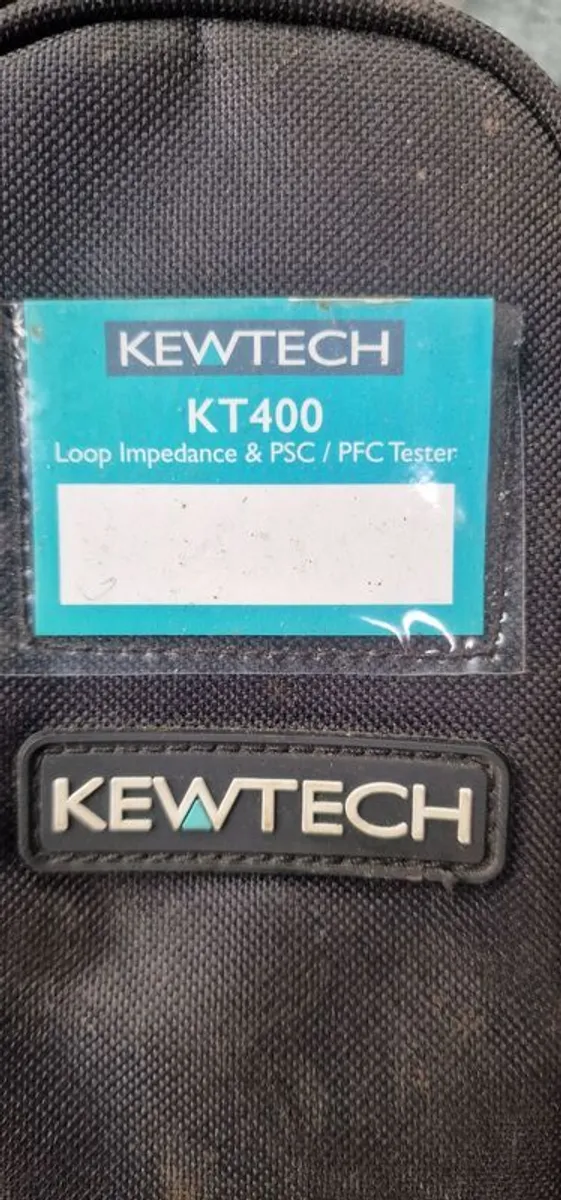 KEWTECH
KT400
Loop Impedance & PSC / PFC Tester
KEWTECH